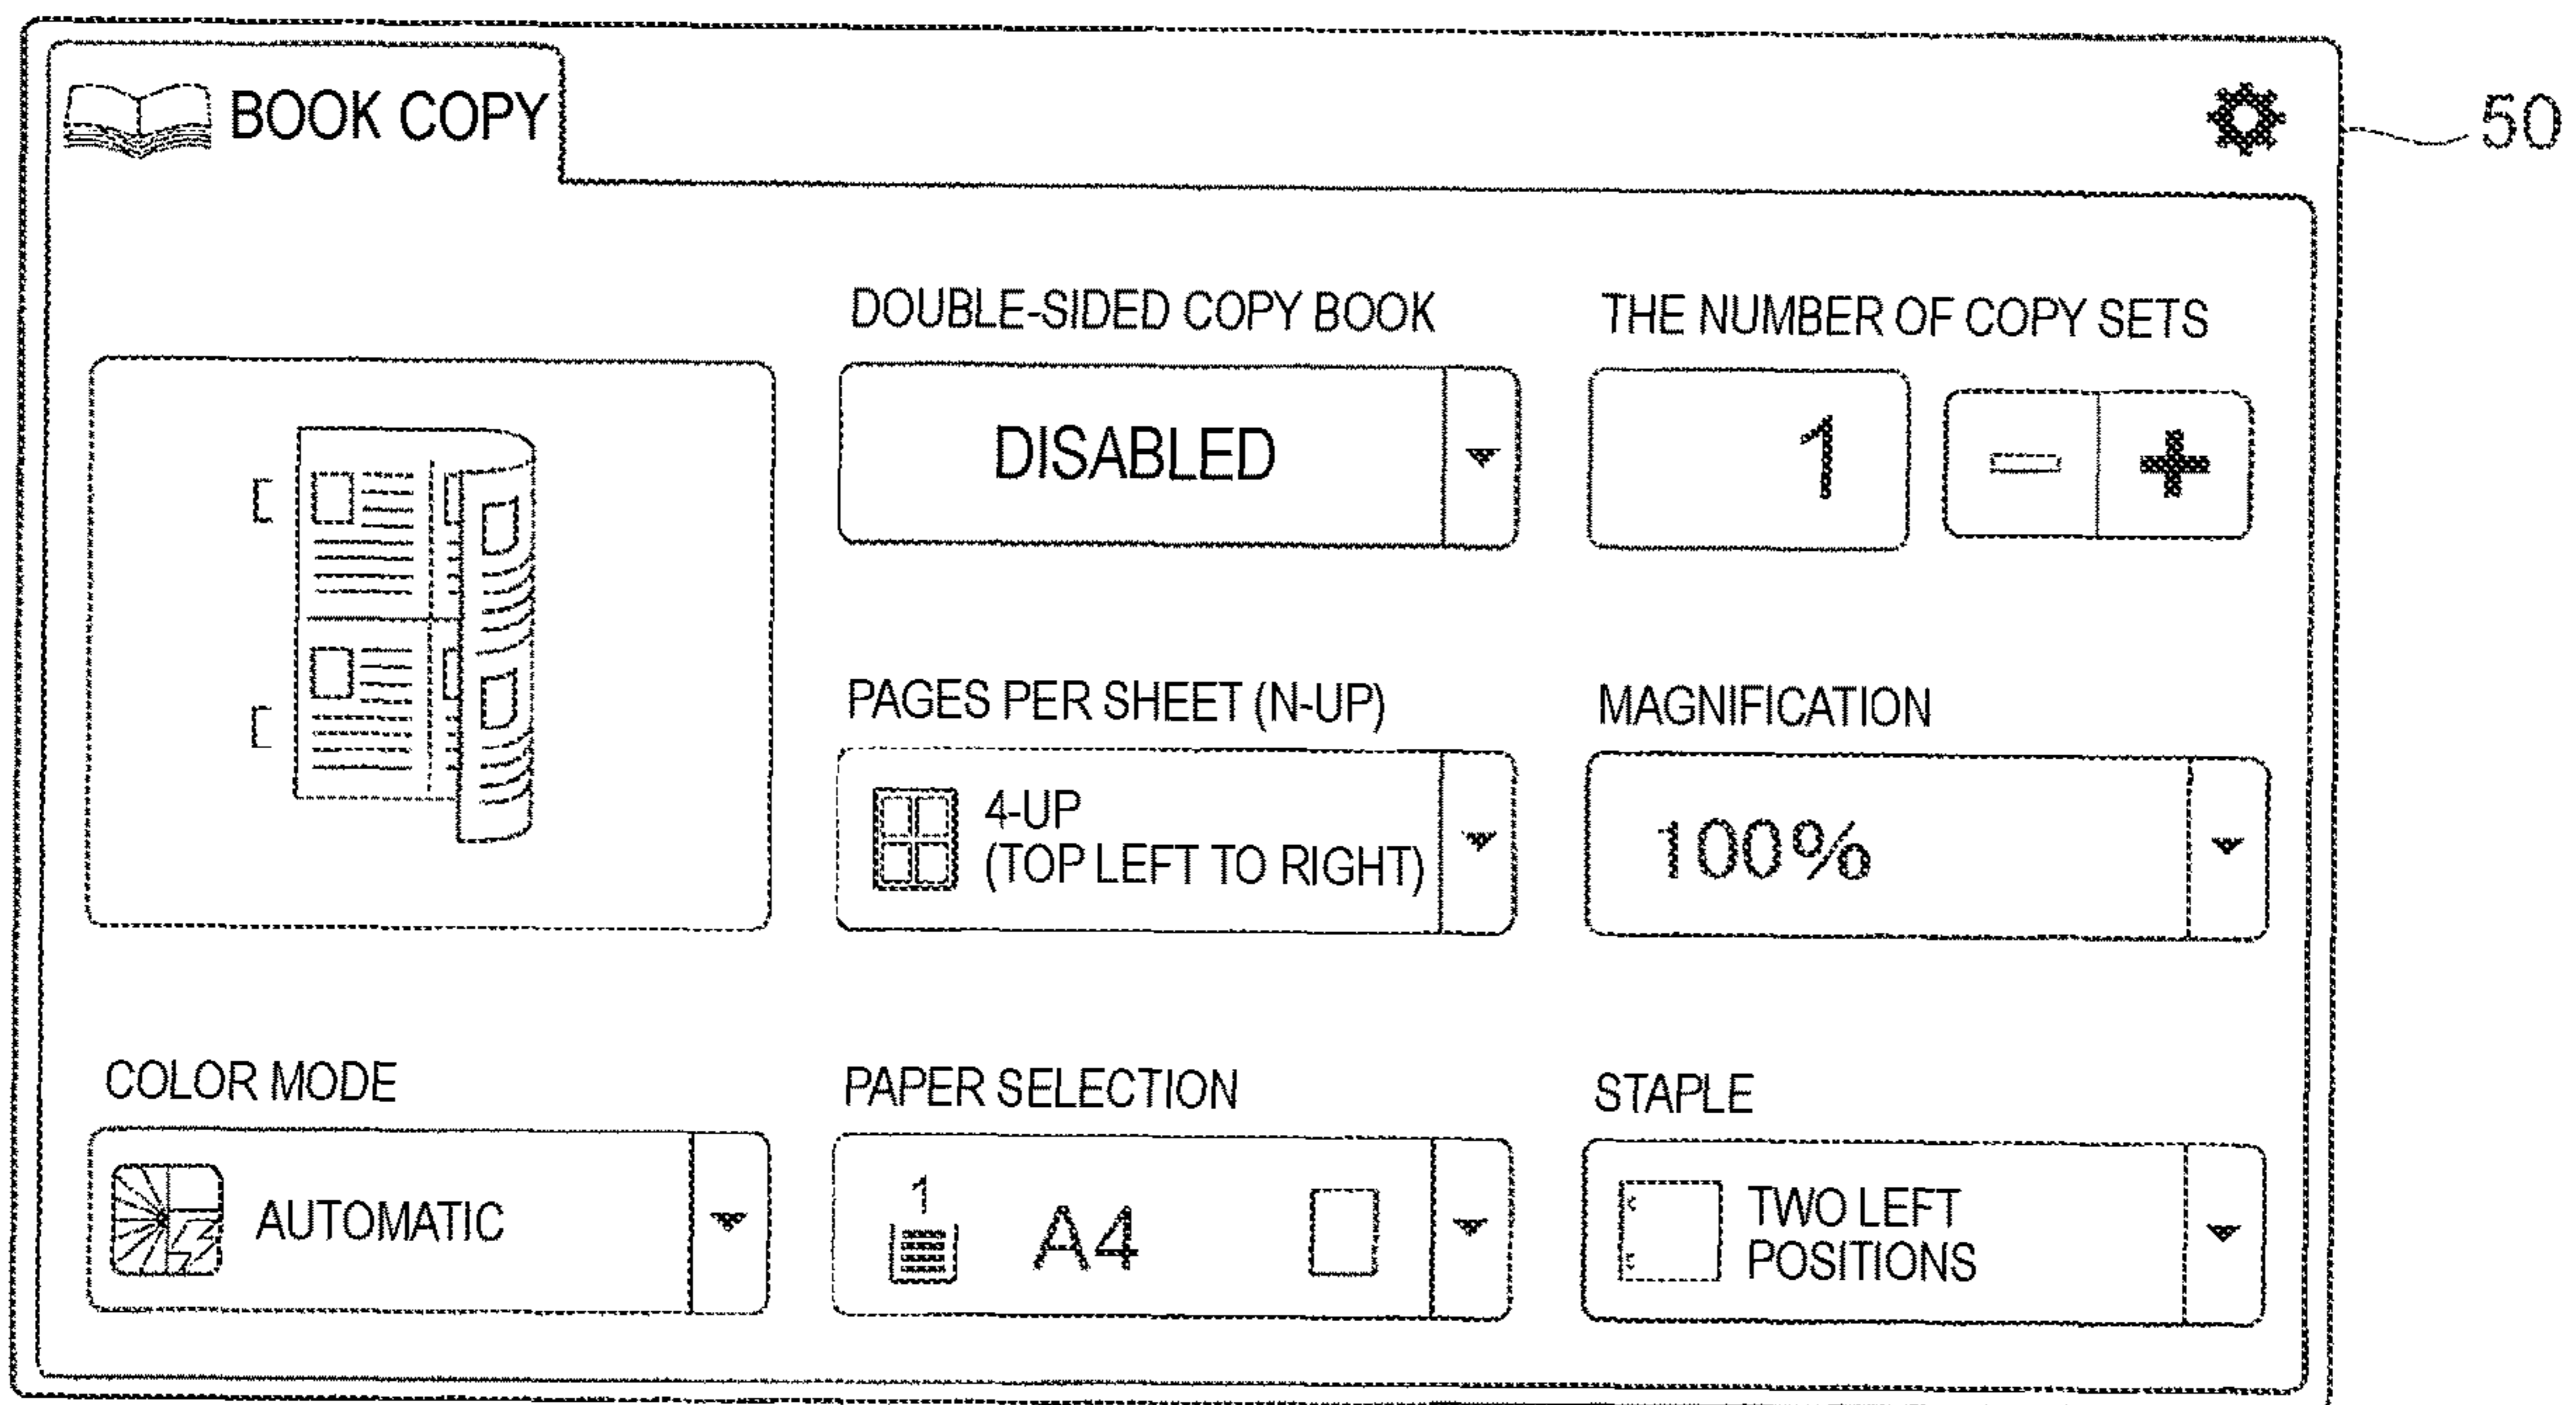 BOOK COPY
50
DOUBLE-SIDED COPY BOOK
THE NUMBER OF COPY SETS
DISABLED
1
PAGES PER SHEET (N-UP)
MAGNIFICATION
4-UP
(TOP LEFT TO RIGHT)
100%
COLOR MODE
PAPER SELECTION
STAPLE
AUTOMATIC
1
A4
TWO LEFT
POSITIONS